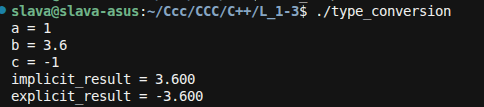 slava@slava-asus:~/Ccc/CCC/C++/L_1-3$ ./type_conversion
a = 1
b = 3.6
c = -1
implicit_result = 3.600
explicit_result = -3.600